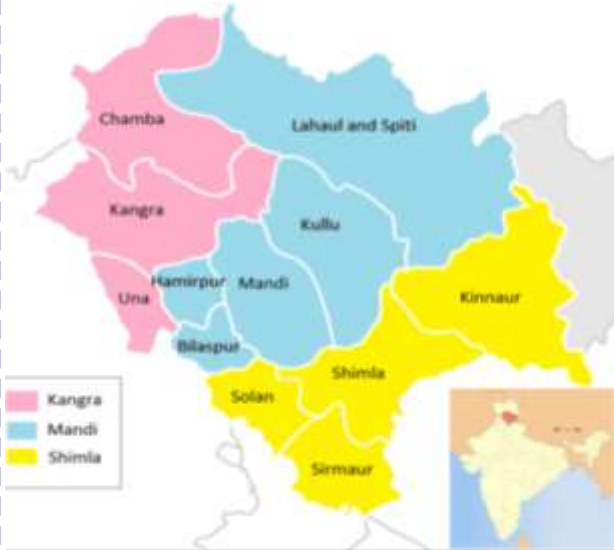 Chamba
Lahaul and Spiti
Kangra
Kullu
Hamirpur
Mandi
Una
Kinnaur
Bilaspur
Shimla
Solan
Sirmaur
Kangra
Mandi
Shimla